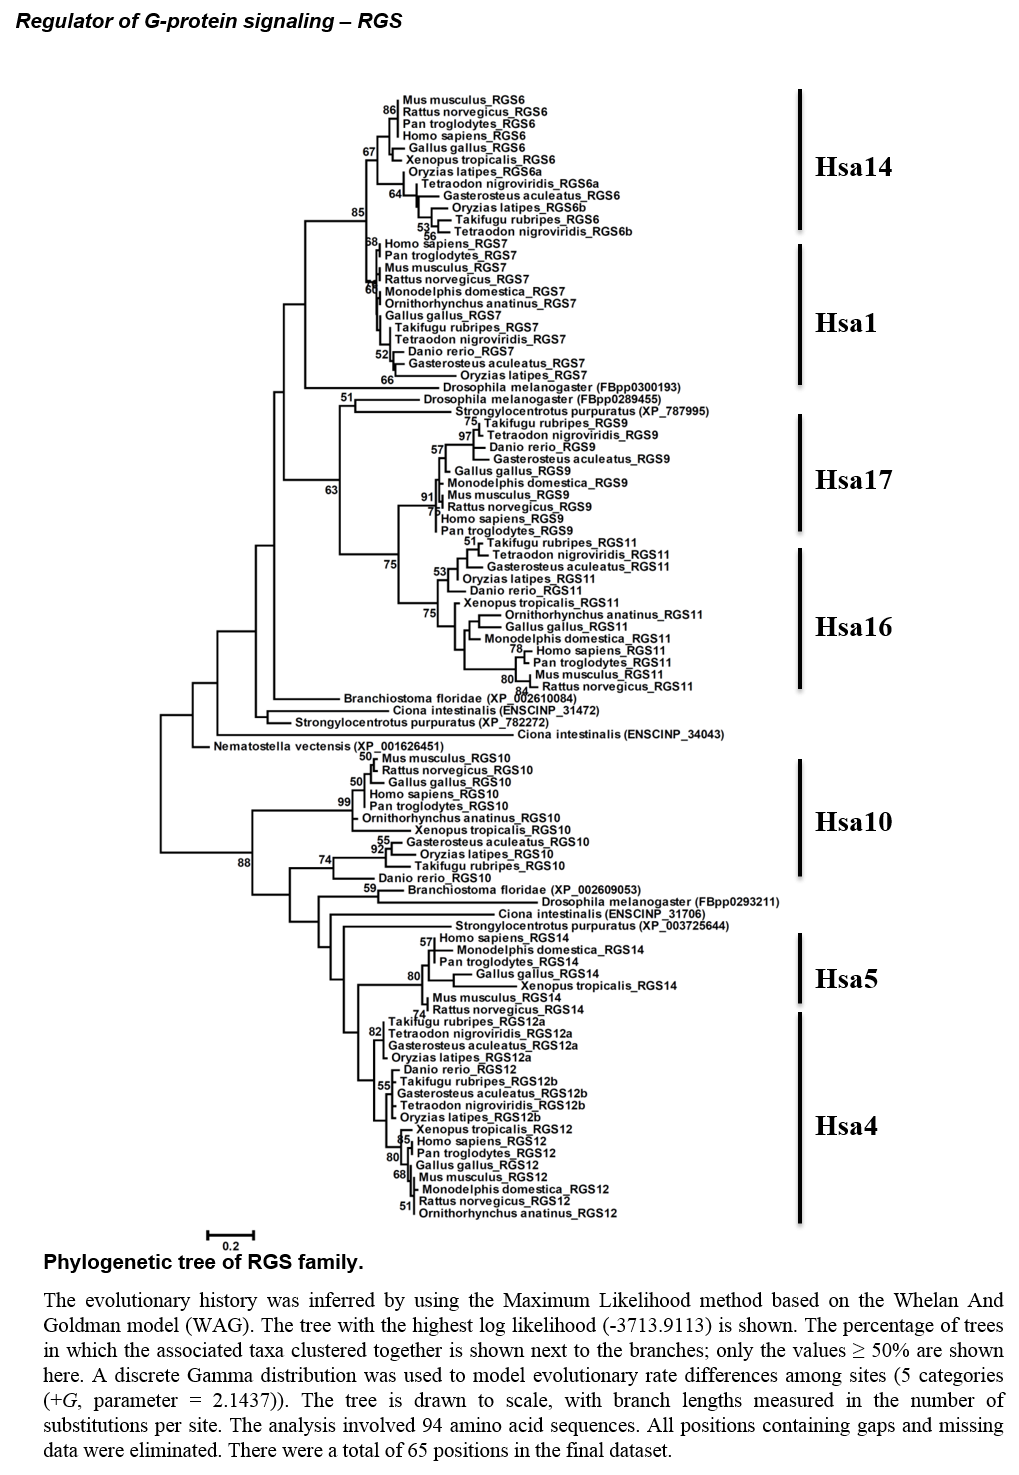 Regulator of G-protein signaling – RGS
Mus musculus_RGS6
86
Rattus norvegicus_RGS6
Pan troglodytes_RGS6
Homo sapiens_RGS6
Gallus gallus_RGS6
67
Xenopus tropicalis_RGS6
Hsa14
Oryzias latipes_RGS6a
Tetraodon nigroviridis_RGS6a
64
Gasterosteus aculeatus_RGS6
Oryzias latipes_RGS6b
85
Takifugu rubripes_RGS6
53
Tetraodon nigroviridis_RGS6b
56
68
Homo sapiens_RGS7
Pan troglodytes_RGS7
Mus musculus_RGS7
Rattus norvegicus_RGS7
Monodelphis domestica_RGS7
Ornithorhynchus anatinus_RGS7
Gallus gallus_RGS7
Hsa1
Takifugu rubripes_RGS7
Tetraodon nigroviridis_RGS7
52
Danio rerio_RGS7
Gasterosteus aculeatus_RGS7
66
Oryzias latipes_RGS7
Drosophila melanogaster (FBpp0300193)
51
Drosophila melanogaster (FBpp0289455)
Strongylocentrotus purpuratus (XP_787995)
75
Takifugu rubripes_RGS9
97
Tetraodon nigroviridis_RGS9
57
Danio rerio_RGS9
Gasterosteus aculeatus_RGS9
Gallus gallus_RGS9
Hsa17
63
Monodelphis domestica_RGS9
91
Mus musculus_RGS9
75
Rattus norvegicus_RGS9
Homo sapiens_RGS9
Pan troglodytes_RGS9
51
Takifugu rubripes_RGS11
Tetraodon nigroviridis_RGS11
75
53
Gasterosteus aculeatus_RGS11
Oryzias latipes_RGS11
Danio rerio_RGS11
75
Xenopus tropicalis_RGS11
Ornithorhynchus anatinus_RGS11
Gallus gallus_RGS11
Hsa16
Monodelphis domestica_RGS11
78
Homo sapiens_RGS11
Pan troglodytes_RGS11
80
Mus musculus_RGS11
84
Rattus norvegicus_RGS11
Branchiostoma floridae (XP_002610084)
Ciona intestinalis (ENSCINP_31472)
Strongylocentrotus purpuratus (XP_782272)
Ciona intestinalis (ENSCINP_34043)
Nematostella vectensis (XP_001626451)
50
Mus musculus_RGS10
Rattus norvegicus_RGS10
50
Gallus gallus_RGS10
Homo sapiens_RGS10
99
Pan troglodytes_RGS10
Ornithorhynchus anatinus_RGS10
Hsa10
Xenopus tropicalis_RGS10
55
Gasterosteus aculeatus_RGS10
92
Oryzias latipes_RGS10
88
74
Takifugu rubripes_RGS10
Danio rerio_RGS10
59
Branchiostoma floridae (XP_002609053)
Drosophila melanogaster (FBpp0293211)
Ciona intestinalis (ENSCINP_31706)
Strongylocentrotus purpuratus (XP_003725644)
57
Homo sapiens_RGS14
Monodelphis domestica_RGS14
Pan troglodytes_RGS14
80
Gallus gallus_RGS14
Hsa5
Xenopus tropicalis_RGS14
Mus musculus_RGS14
74
Rattus norvegicus_RGS14
Takifugu rubripes_RGS12a
82
Tetraodon nigroviridis_RGS12a
Gasterosteus aculeatus_RGS12a
Oryzias latipes_RGS12a
Danio rerio_RGS12
55
Takifugu rubripes_RGS12b
Gasterosteus aculeatus_RGS12b
Tetraodon nigroviridis_RGS12b
Oryzias latipes_RGS12b
Hsa4
Xenopus tropicalis_RGS12
85
Homo sapiens_RGS12
80
Pan troglodytes_RGS12
Gallus gallus_RGS12
68
Mus musculus_RGS12
Monodelphis domestica_RGS12
51
Rattus norvegicus_RGS12
Ornithorhynchus anatinus_RGS12
0.2
Phylogenetic tree of RGS family.
The evolutionary history was inferred by using the Maximum Likelihood method based on the Whelan And
Goldman model (WAG). The tree with the highest log likelihood (-3713.9113) is shown. The percentage of trees
in which the associated taxa clustered together is shown next to the branches; only the values ≥ 50% are shown
here. A discrete Gamma distribution was used to model evolutionary rate differences among sites (5 categories
(+G, parameter = 2.1437)). The tree is drawn to scale, with branch lengths measured in the number of
substitutions per site. The analysis involved 94 amino acid sequences. All positions containing gaps and missing
data were eliminated. There were a total of 65 positions in the final dataset.